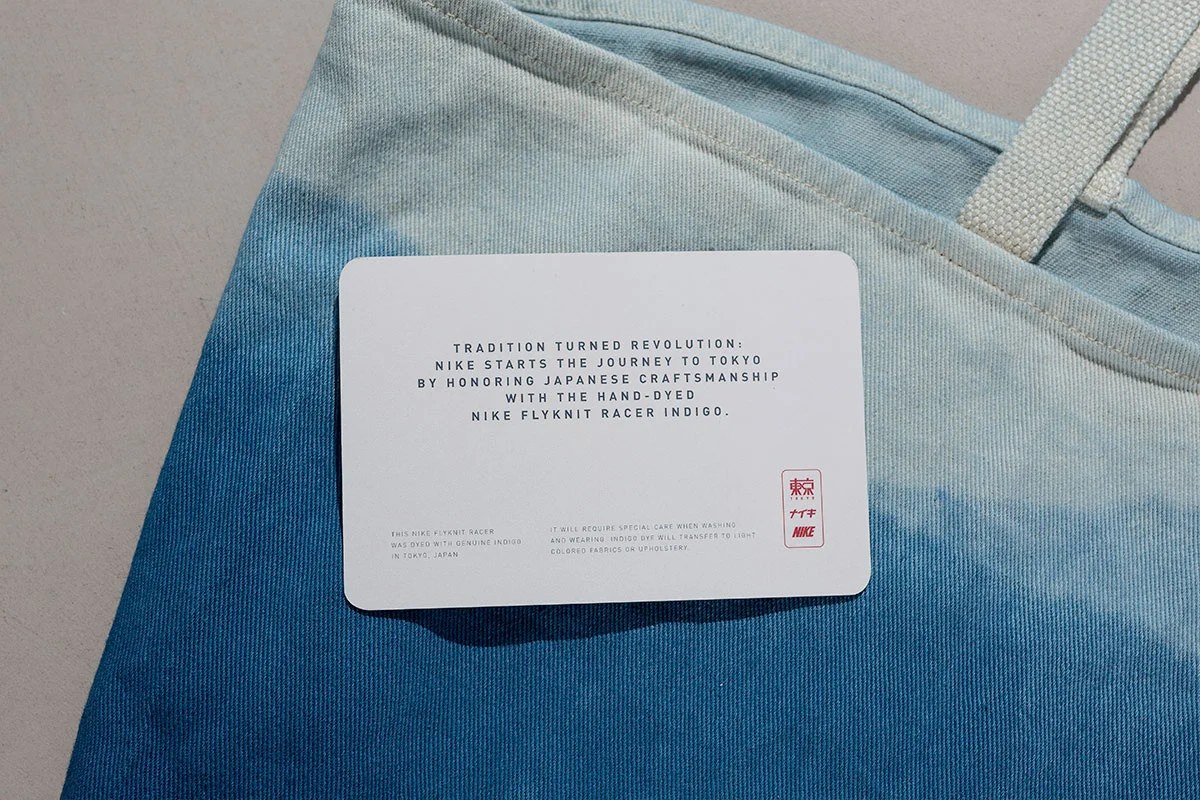 TRADITION TURNED REVOLUTION:
NIKE STARTS THE JOURNEY TO TOKYO
BY HONORING JAPANESE CRAFTSMANSHIP
WITH THE HAND-DYED
NIKE FLYKNIT RACER INDIGO.
THIS NIKE FLYKNIT RACER
WAS DYED WITH GENUINE INDIGO
IN TOKYO, JAPAN
IT WILL REQUIRE SPECIAL CARE WHEN WASHING
AND WEARING. INDIGO DYE WILL TRANSFER TO LIGHT
COLORED FABRICS OR UPHOLSTERY.
東京
TOKYO
ナイキ
NIKE